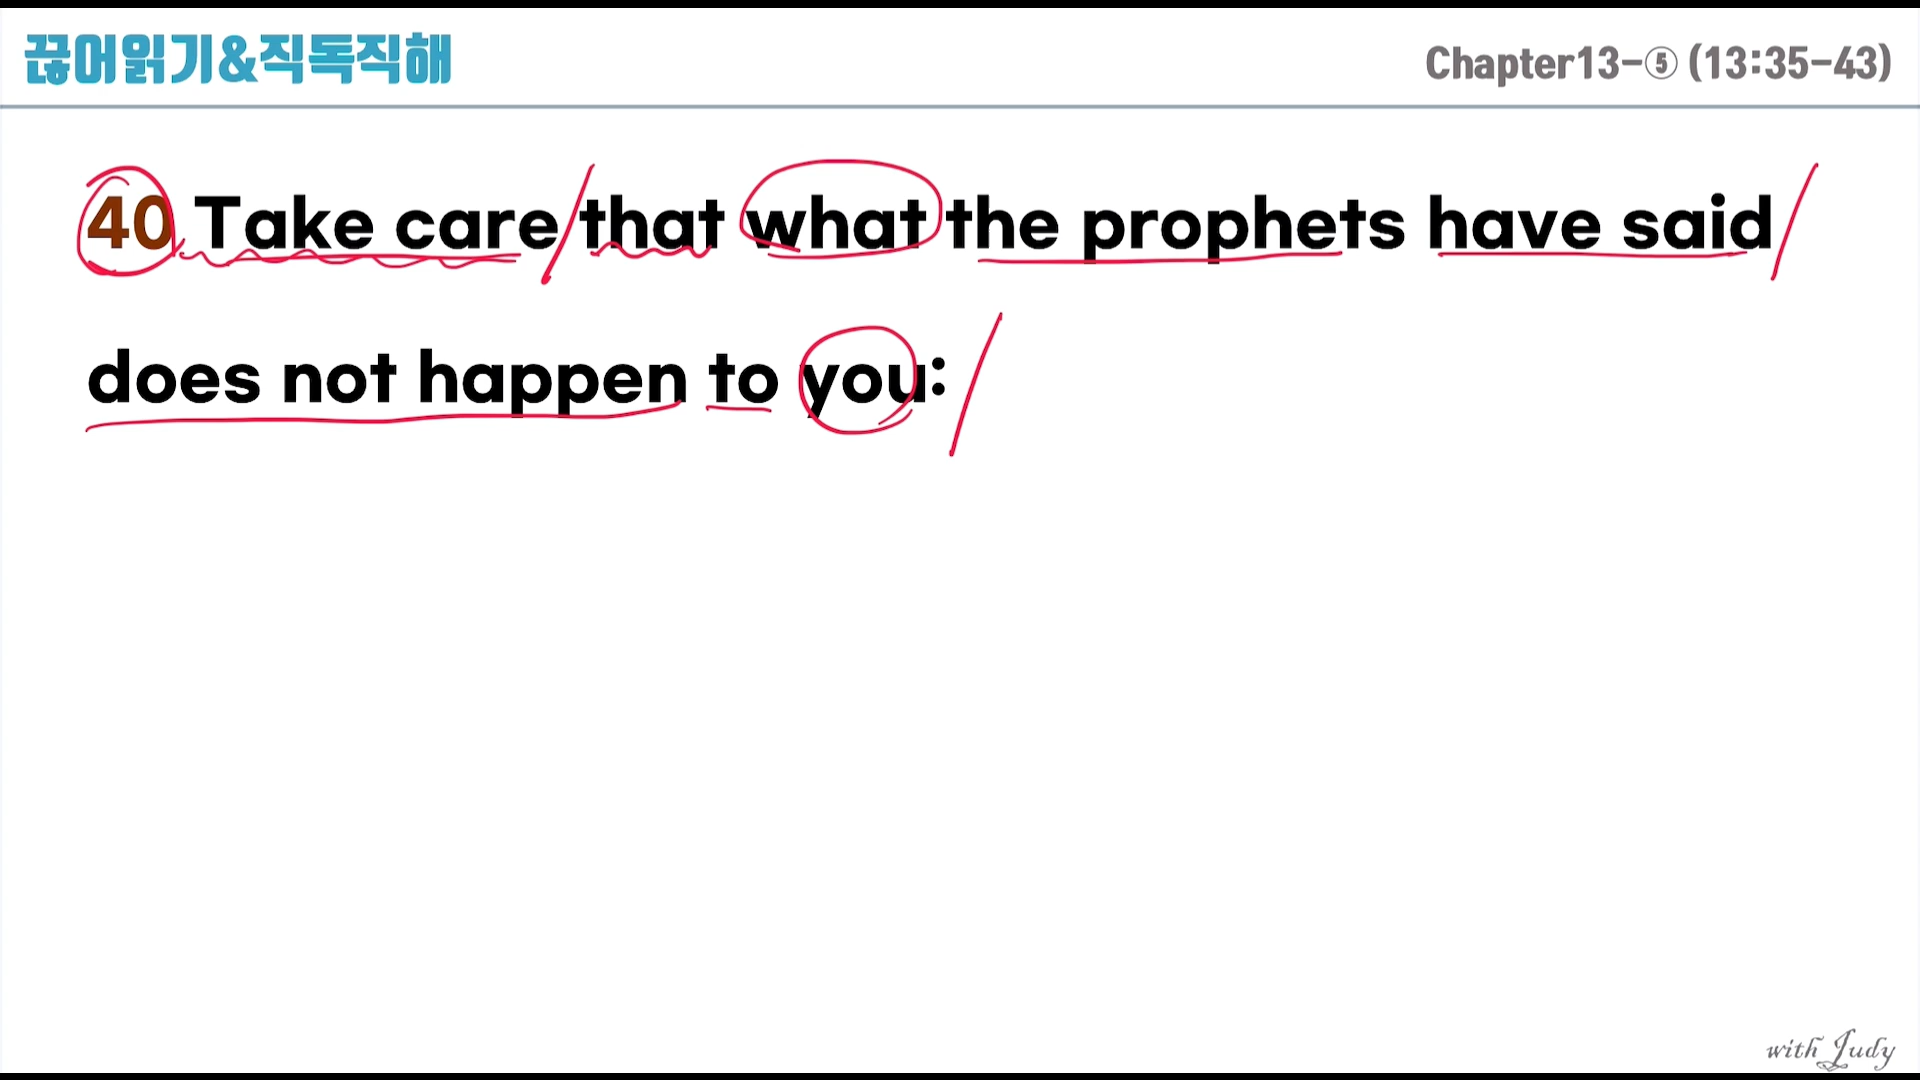 끊어읽기&직독직해
Chapter13-⑤ (13:35-43)
40 Take care that what the prophets have said
does not happen to you:
with Judy